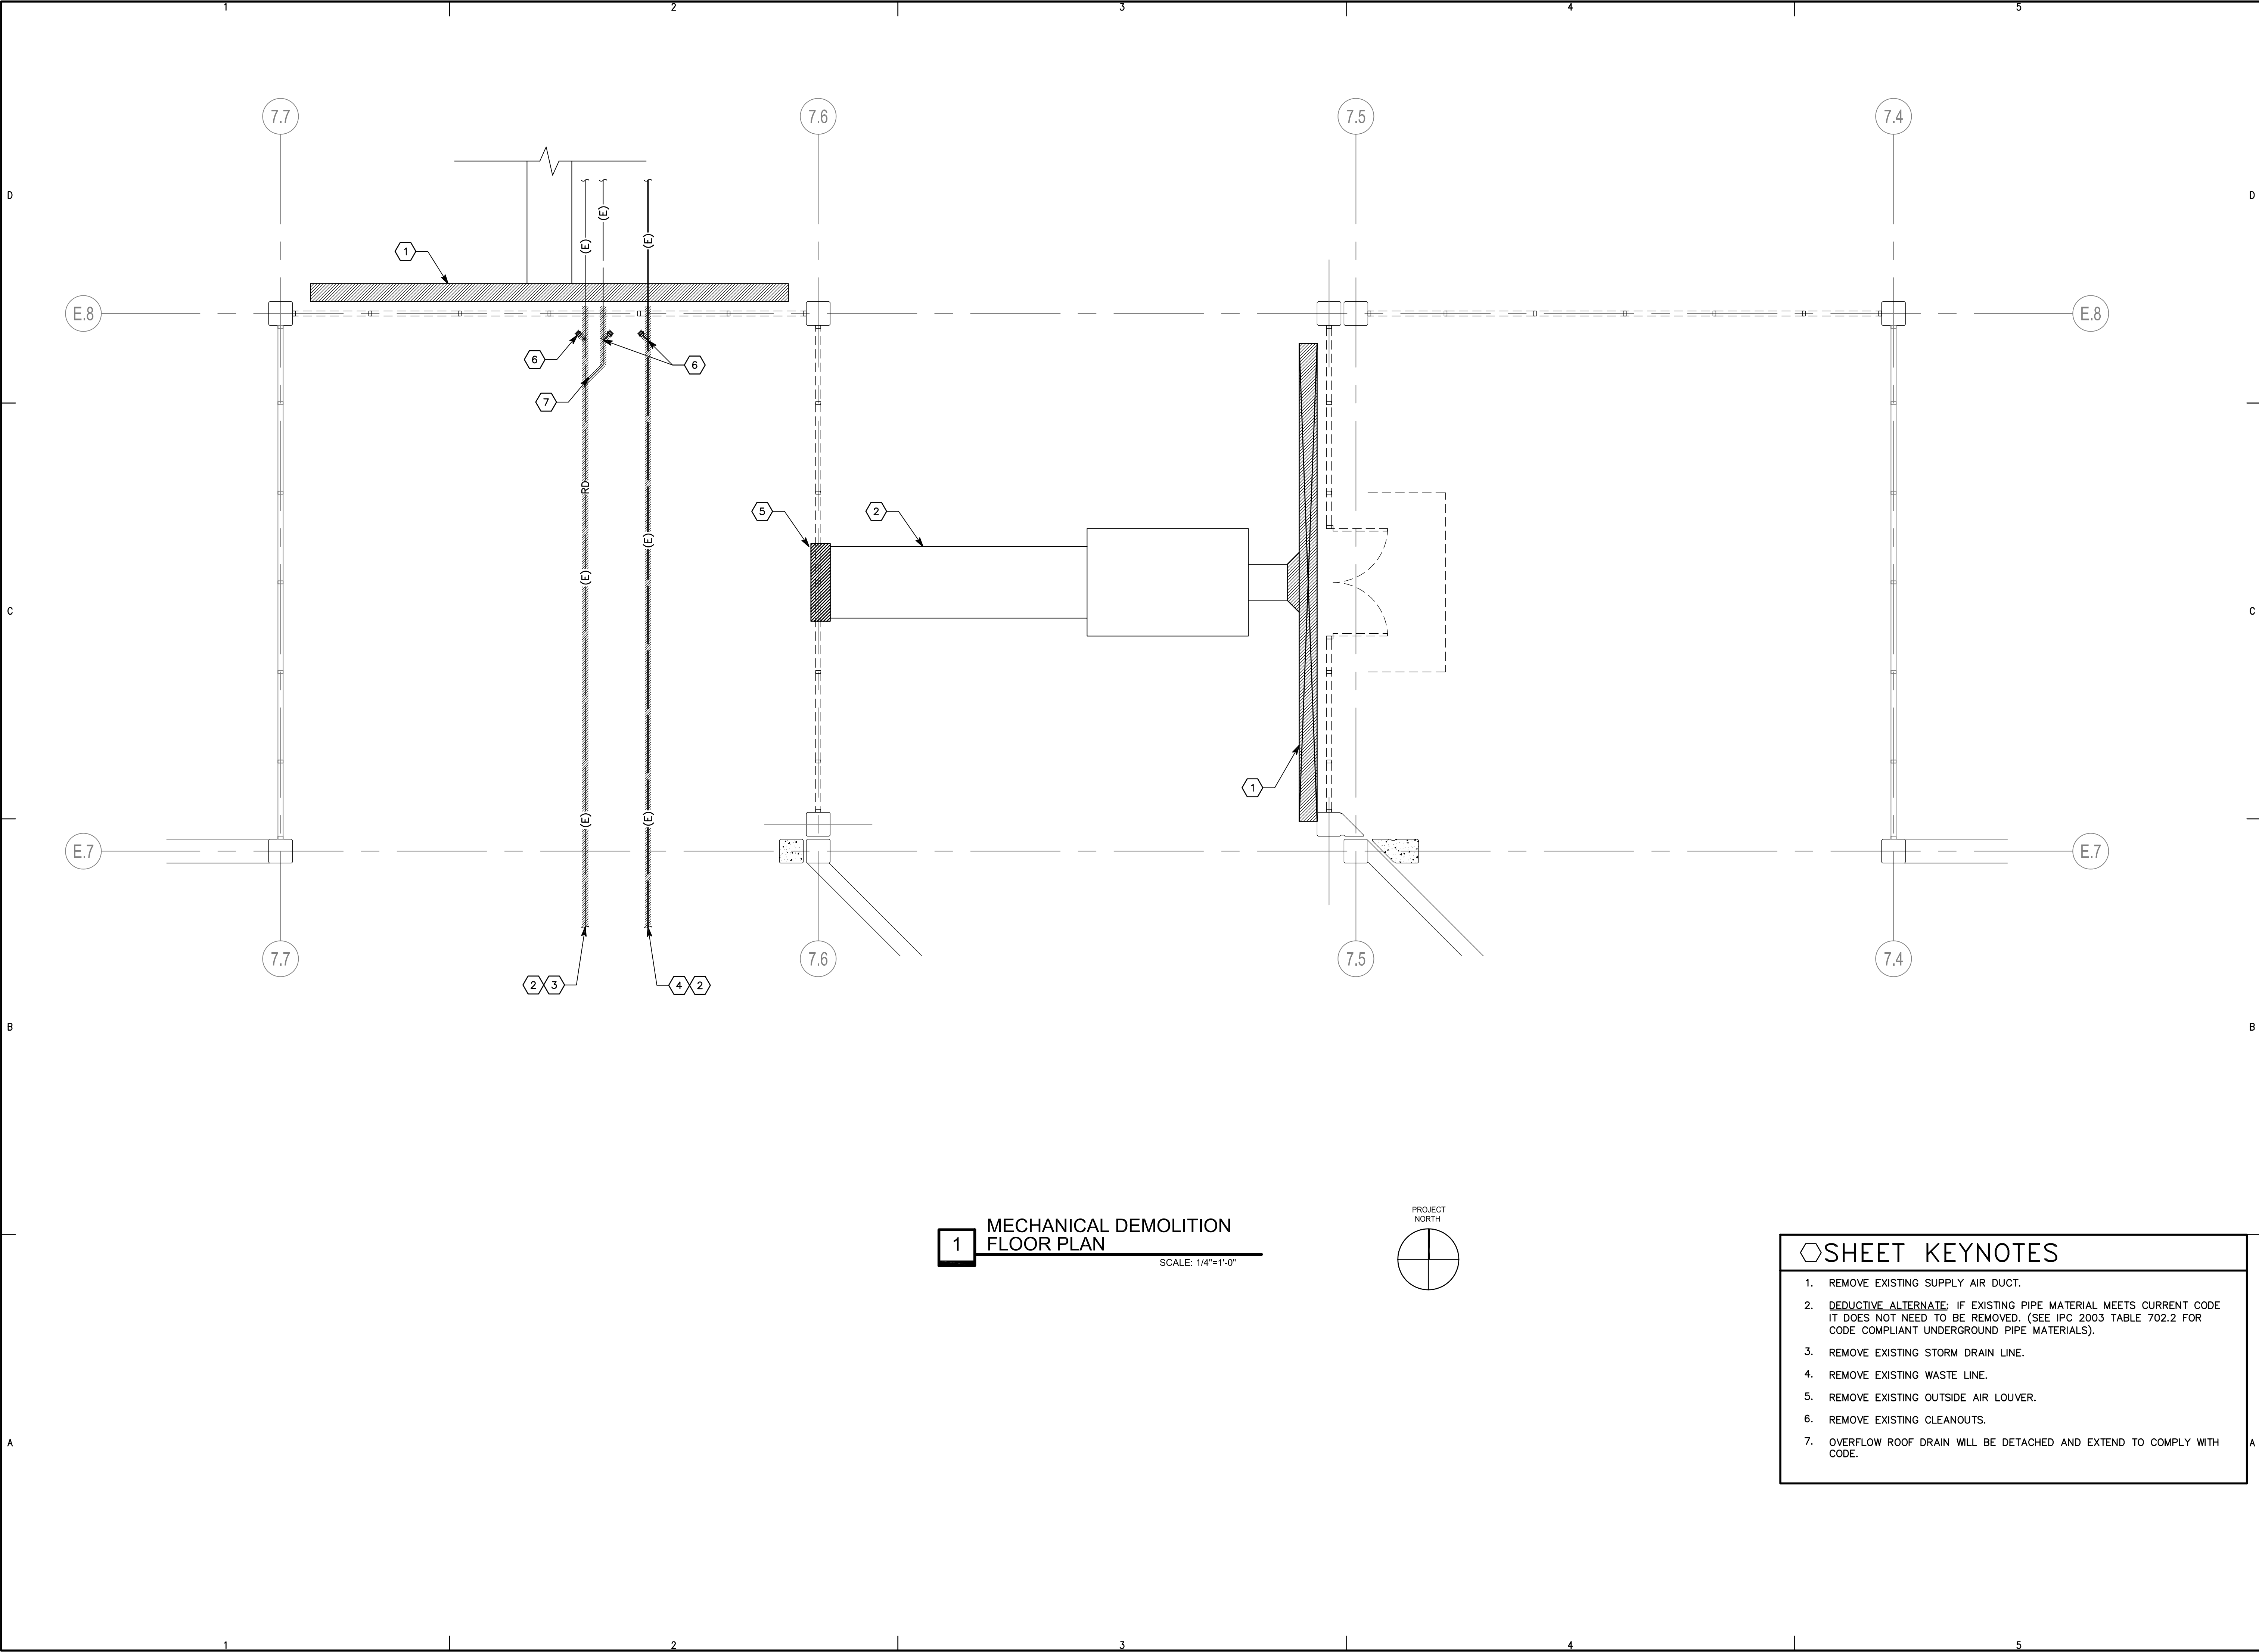 1 2 3 4 5
7.7 7.6 7.5 7.4
D D
(E)
(E)
(E)
1
E.8 E.8
6
6
7
RD
5
2
(E)
(E)
C C
1
(E)
(E)
E.7 E.7
7.7 7.6 7.5 7.4
2 3
4 2
B B
1
MECHANICAL DEMOLITION
FLOOR PLAN
SCALE: 1/4"=1'-0"
PROJECT
NORTH
SHEET KEYNOTES
1. REMOVE EXISTING SUPPLY AIR DUCT.
2. DEDUCTIVE ALTERNATE: IF EXISTING PIPE MATERIAL MEETS CURRENT CODE
IT DOES NOT NEED TO BE REMOVED. (SEE IPC 2003 TABLE 702.2 FOR
CODE COMPLIANT UNDERGROUND PIPE MATERIALS).
3. REMOVE EXISTING STORM DRAIN LINE.
4. REMOVE EXISTING WASTE LINE.
5. REMOVE EXISTING OUTSIDE AIR LOUVER.
6. REMOVE EXISTING CLEANOUTS.
7. OVERFLOW ROOF DRAIN WILL BE DETACHED AND EXTEND TO COMPLY WITH
CODE.
A A
1 2 3 4 5